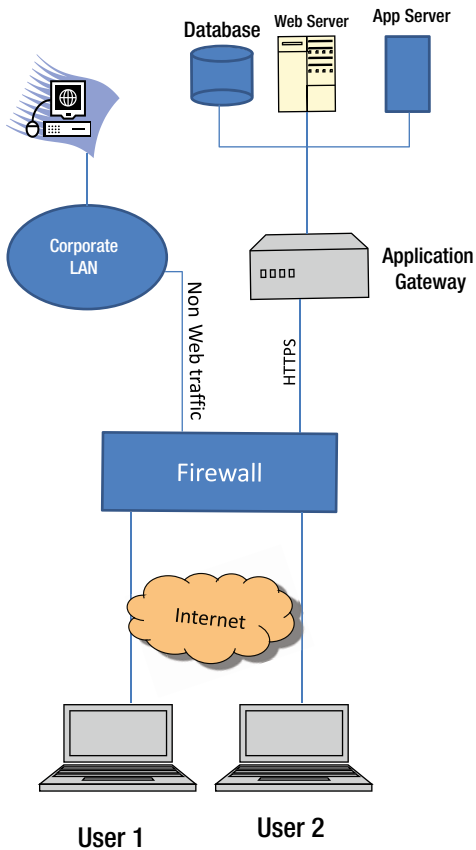 Database
Web Server
App Server
Corporate
LAN
Application
Gateway
Non Web traffic
HTTPS
Firewall
Internet
User 1
User 2